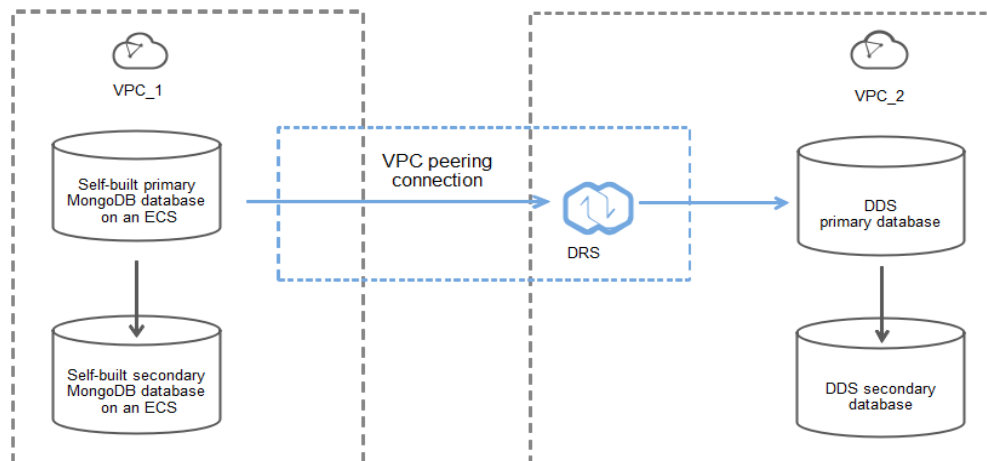 VPC_1
Self-built primary
MongoDB database
on an ECS
Self-built secondary
MongoDB database
on an ECS
VPC peering
connection
DRS
VPC_2
DDS
primary database
DDS secondary
database